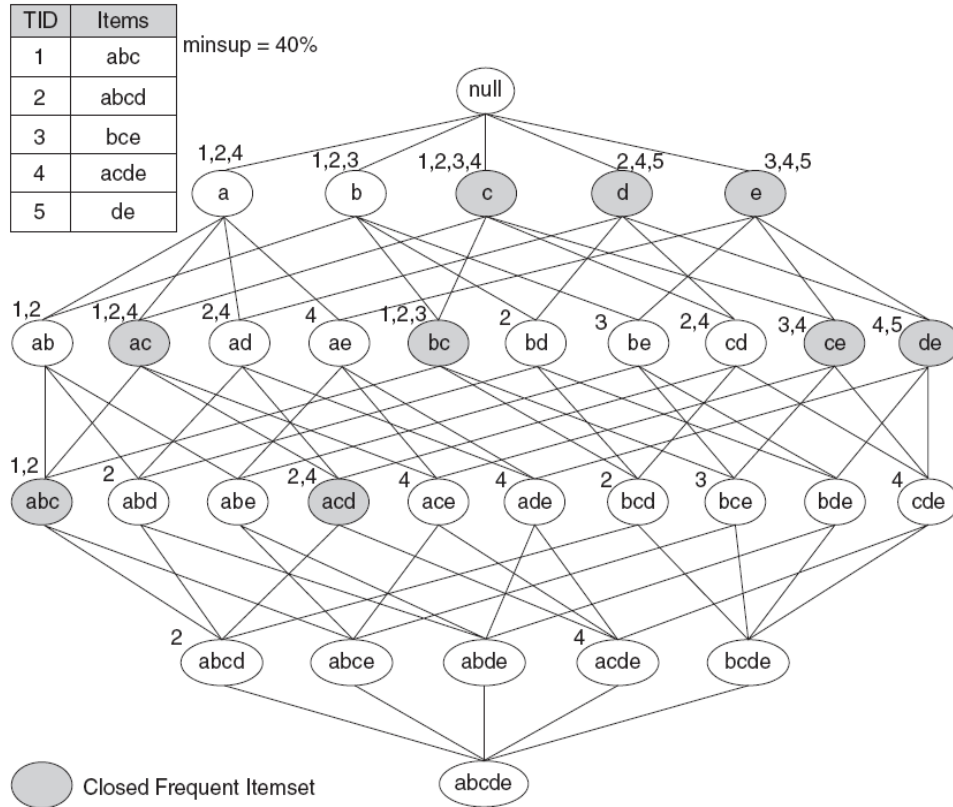 TID Items
1 abc
2 abcd
3 bce
4 acde
5 de
minsup = 40%
null
1,2,4 1,2,3 1,2,3,4 2,4,5 3,4,5
a b c d e
1,2 1,2,4 2,4 4 1,2,3 2 3 2,4 3,4 4,5
ab ac ad ae bc bd be cd ce de
1,2 2 2,4 4 4 2 3 4
abc abd abe acd ace ade bcd bce bde cde
2 4
abcd abce abde acde bcde
abcde
Closed Frequent Itemset